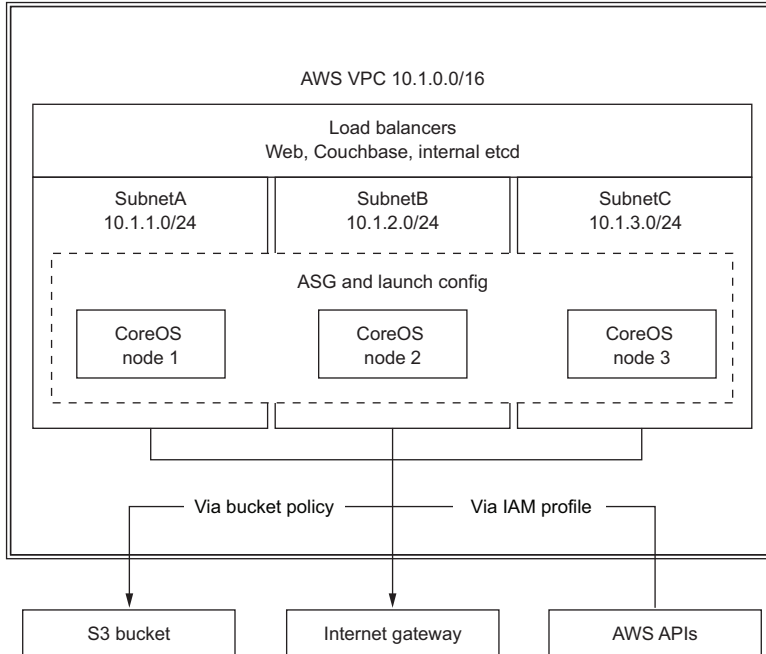 AWS VPC 10.1.0.0/16
Load balancers
Web, Couchbase, internal etcd
SubnetA
10.1.1.0/24
SubnetB
10.1.2.0/24
SubnetC
10.1.3.0/24
ASG and launch config
CoreOS
node 1
CoreOS
node 2
CoreOS
node 3
Via bucket policy
Via IAM profile
S3 bucket
Internet gateway
AWS APIs